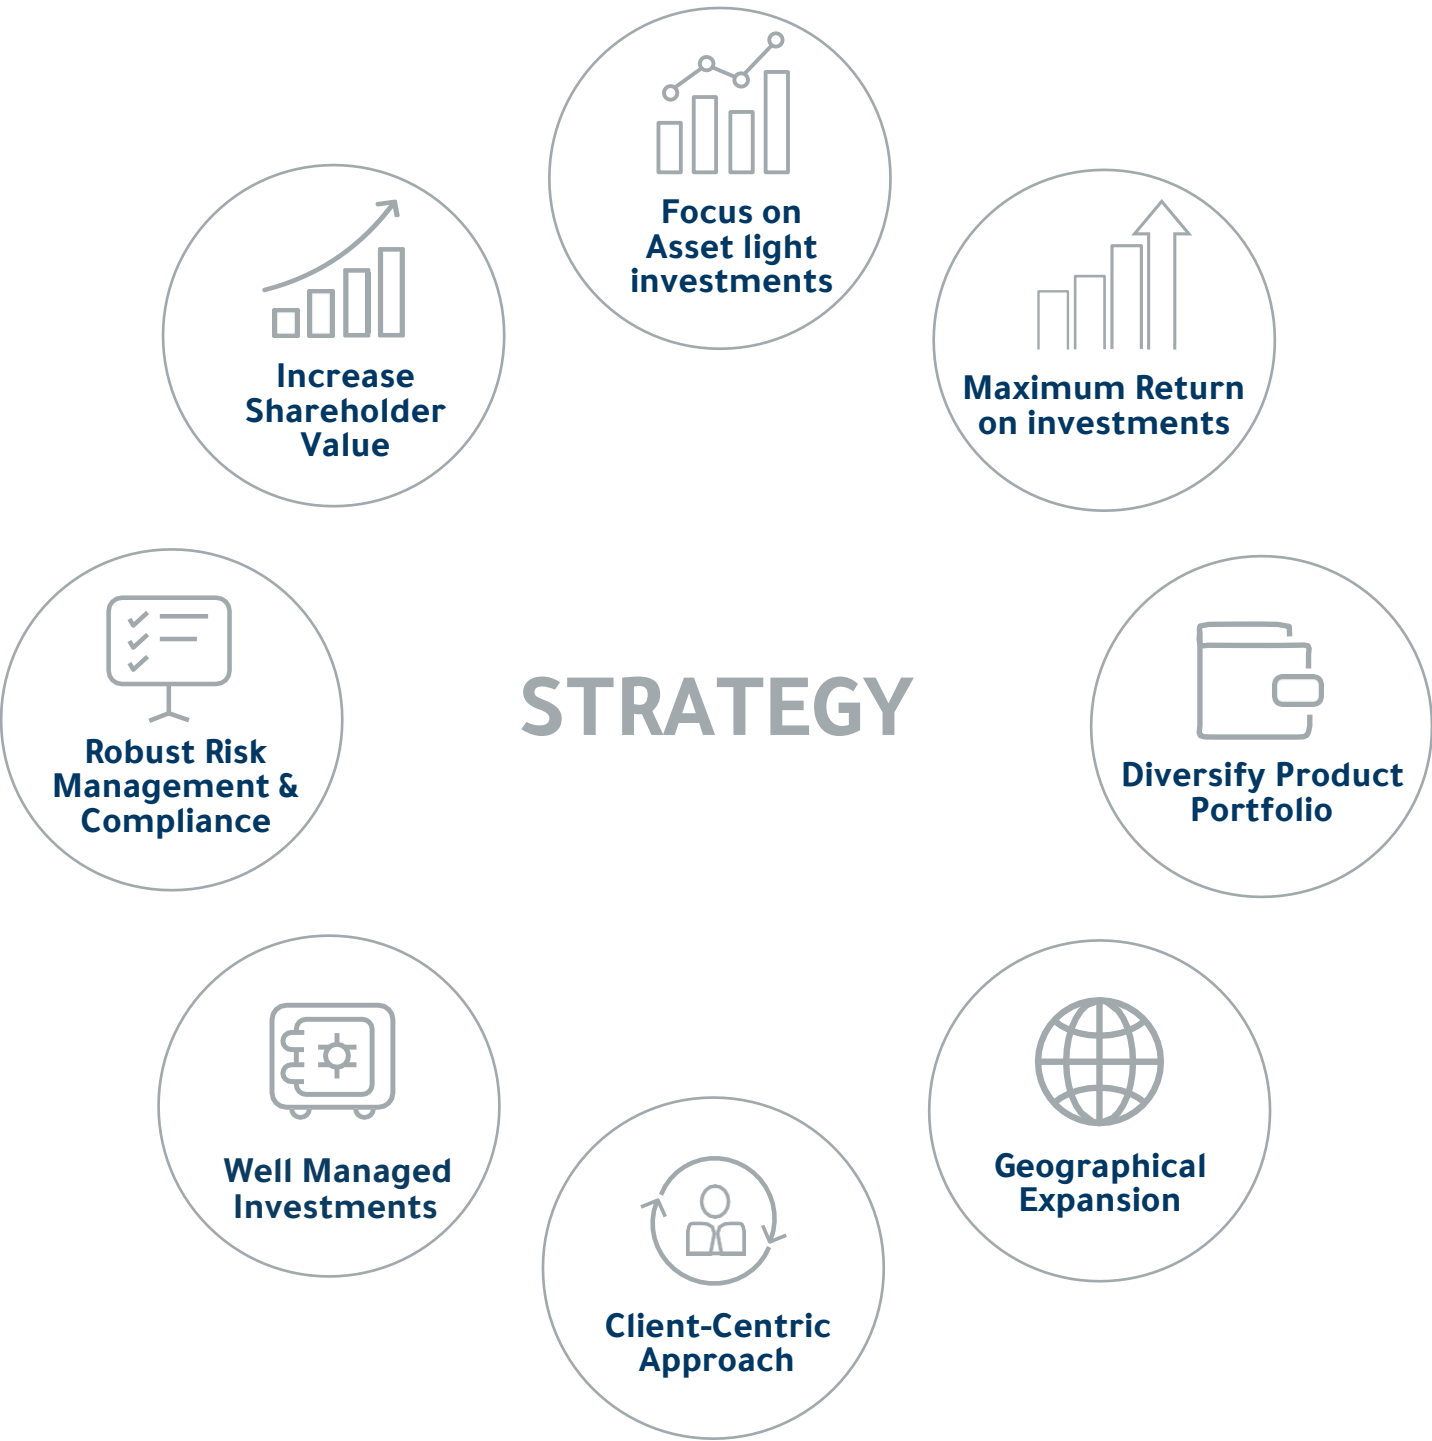 Focus on
Asset light
investments
Maximum Return
on investments
Diversify Product
Portfolio
Geographical
Expansion
Client-Centric
Approach
Well Managed
Investments
Robust Risk
Management &
Compliance
Increase
Shareholder
Value
STRATEGY